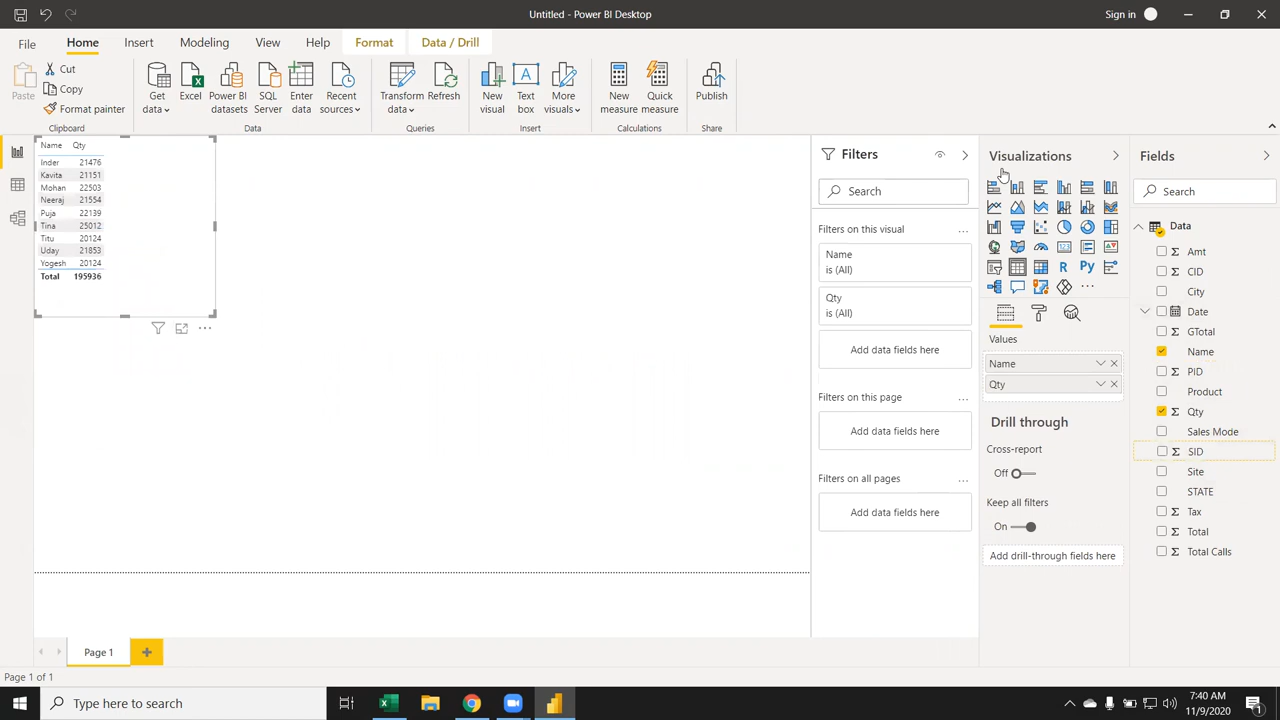 Untitled - Power BI Desktop
Sign in
File
Home
Insert
Modeling
View
Help
Format
Data / Drill
Paste
Cut
Copy
Format painter
Clipboard
Get data
Excel
Power BI datasets
SQL Server
Enter data
Recent sources
Data
Transform data
Refresh
Queries
New visual
Text box
More visuals
Insert
New measure
Quick measure
Calculations
Publish
Share
Name Qty
Inder 21476
Kavita 21151
Mohan 22503
Neeraj 21554
Puja 22139
Tina 25012
Titu 20124
Uday 21853
Yogesh 20124
Total 195936
Filters
Search
Filters on this visual
Name
is (All)
Qty
is (All)
Add data fields here
Filters on this page
Add data fields here
Filters on all pages
Add data fields here
Visualizations
R
Py
Values
Name
Qty
Drill through
Cross-report
Off
Keep all filters
On
Add drill-through fields here
Fields
Search
Data
Amt
CID
City
Date
GTotal
Name
PID
Product
Qty
Sales Mode
SID
Site
STATE
Tax
Total
Total Calls
Page 1
Page 1 of 1
Type here to search
7:40 AM
11/9/2020